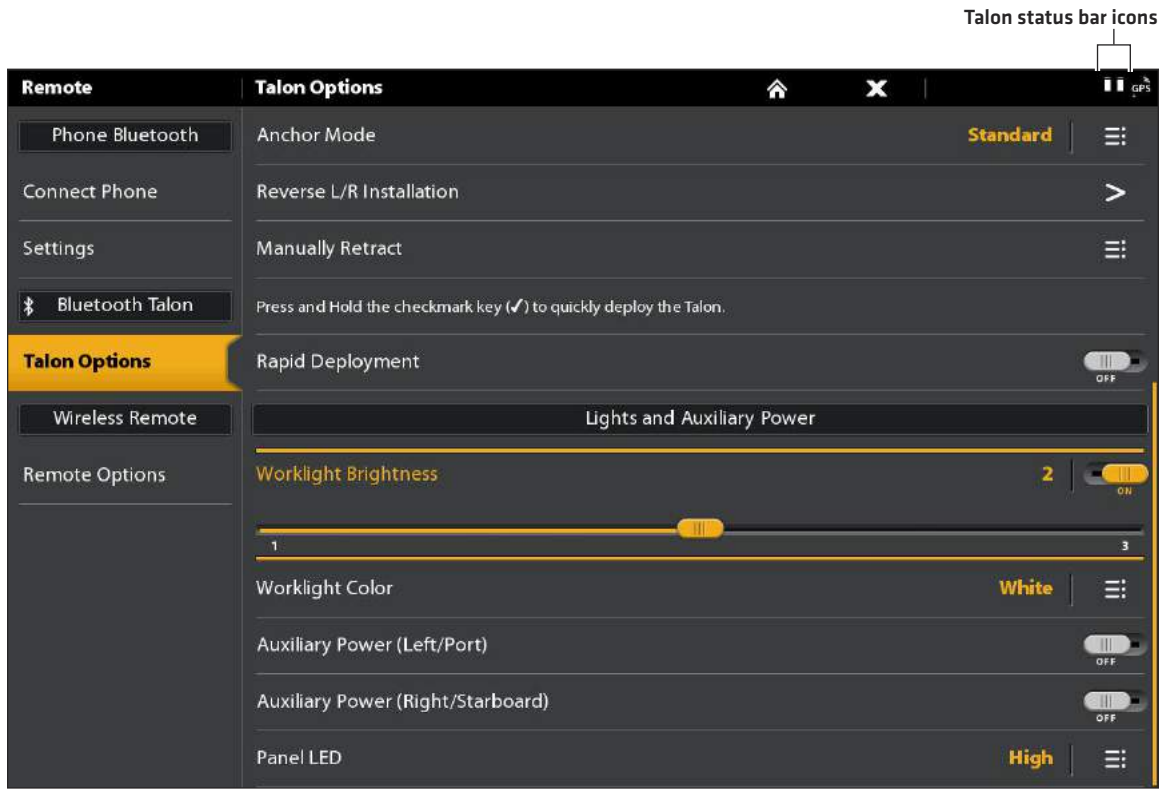 Talon status bar icons
Remote
Talon Options
GPS
Phone Bluetooth
Connect Phone
Settings
Bluetooth Talon
Talon Options
Wireless Remote
Remote Options
Anchor Mode Standard
Reverse L/R Installation >
Manually Retract
Press and Hold the checkmark key (✓) to quickly deploy the Talon.
Rapid Deployment OFF
Lights and Auxiliary Power
Worklight Brightness 2 ON
1 3
Worklight Color White
Auxiliary Power (Left/Port) OFF
Auxiliary Power (Right/Starboard) OFF
Panel LED High